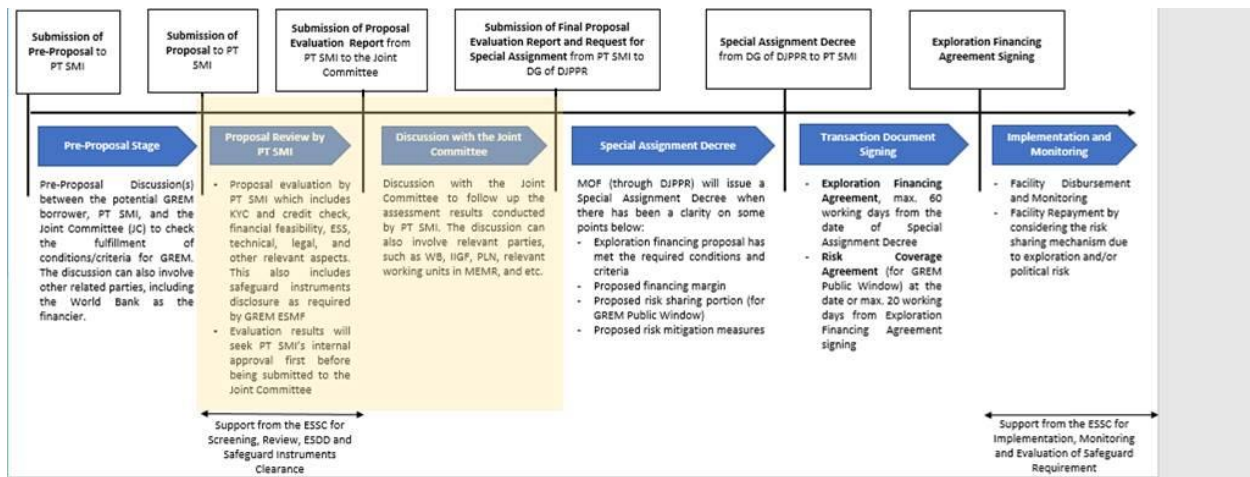 Submission of
Pre-Proposal to
PT SMI
Submission of
Proposal to PT
SMI
Submission of Proposal
Evaluation Report from
PT SMI to the Joint
Committee
Submission of Final Proposal
Evaluation Report and Request for
Special Assignment from PT SMI to
DG of DJPPR
Special Assignment Decree
from DG of DJPPR to PT SMI
Exploration Financing
Agreement Signing
Pre-Proposal Stage
Proposal Review by
PT SMI
Discussion with the Joint
Committee
Special Assignment Decree
Transaction Document
Signing
Implementation and
Monitoring
Pre-Proposal Discussion(s)
between the potential GREM
borrower, PT SMI, and the
Joint Committee (JC) to check
the fulfillment of
conditions/criteria for GREM.
The discussion can also involve
other related parties, including
the World Bank as the
financier.
- Proposal evaluation by
PT SMI which includes
KYC and credit check,
financial feasibility, ESS,
technical, legal, and
other relevant aspects.
This also includes
safeguard instruments
disclosure as required
by GREM ESMF
- Evaluation results will
seek PT SMI's internal
approval first before
being submitted to the
Joint Committee
Discussion with the Joint
Committee to follow up the
assessment results conducted
by PT SMI. The discussion can
also involve relevant parties,
such as WB, IIGF, PLN, relevant
working units in MEMR, and etc.
MOF (through DJPPR) will issue a
Special Assignment Decree when
there has been a clarity on some
points below:
- Exploration financing proposal has
met the required conditions and
criteria
- Proposed financing margin
- Proposed risk sharing portion (for
GREM Public Window)
- Proposed risk mitigation measures
- Exploration Financing
Agreement, max. 60
working days from the
date of Special
Assignment Decree
- Risk Coverage
Agreement (for GREM
Public Window) at the
date or max. 20 working
days from Exploration
Financing Agreement
signing
- Facility Disbursement
and Monitoring
- Facility Repayment by
considering the risk
sharing mechanism due
to exploration and/or
political risk
Support from the ESSC for
Screening, Review, ESDD and
Safeguard Instruments
Clearance
Support from the ESSC for
Implementation, Monitoring
and Evaluation of Safeguard
Requirement